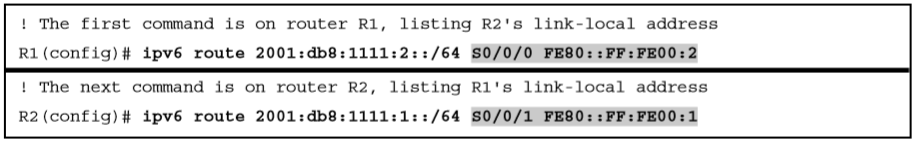 ! The first command is on router R1, listing R2's link-local address
R1(config)# ipv6 route 2001:db8:1111:2::/64 S0/0/0 FE80::FF:FE00:2
! The next command is on router R2, listing R1's link-local address
R2(config)# ipv6 route 2001:db8:1111:1::/64 S0/0/1 FE80::FF:FE00:1